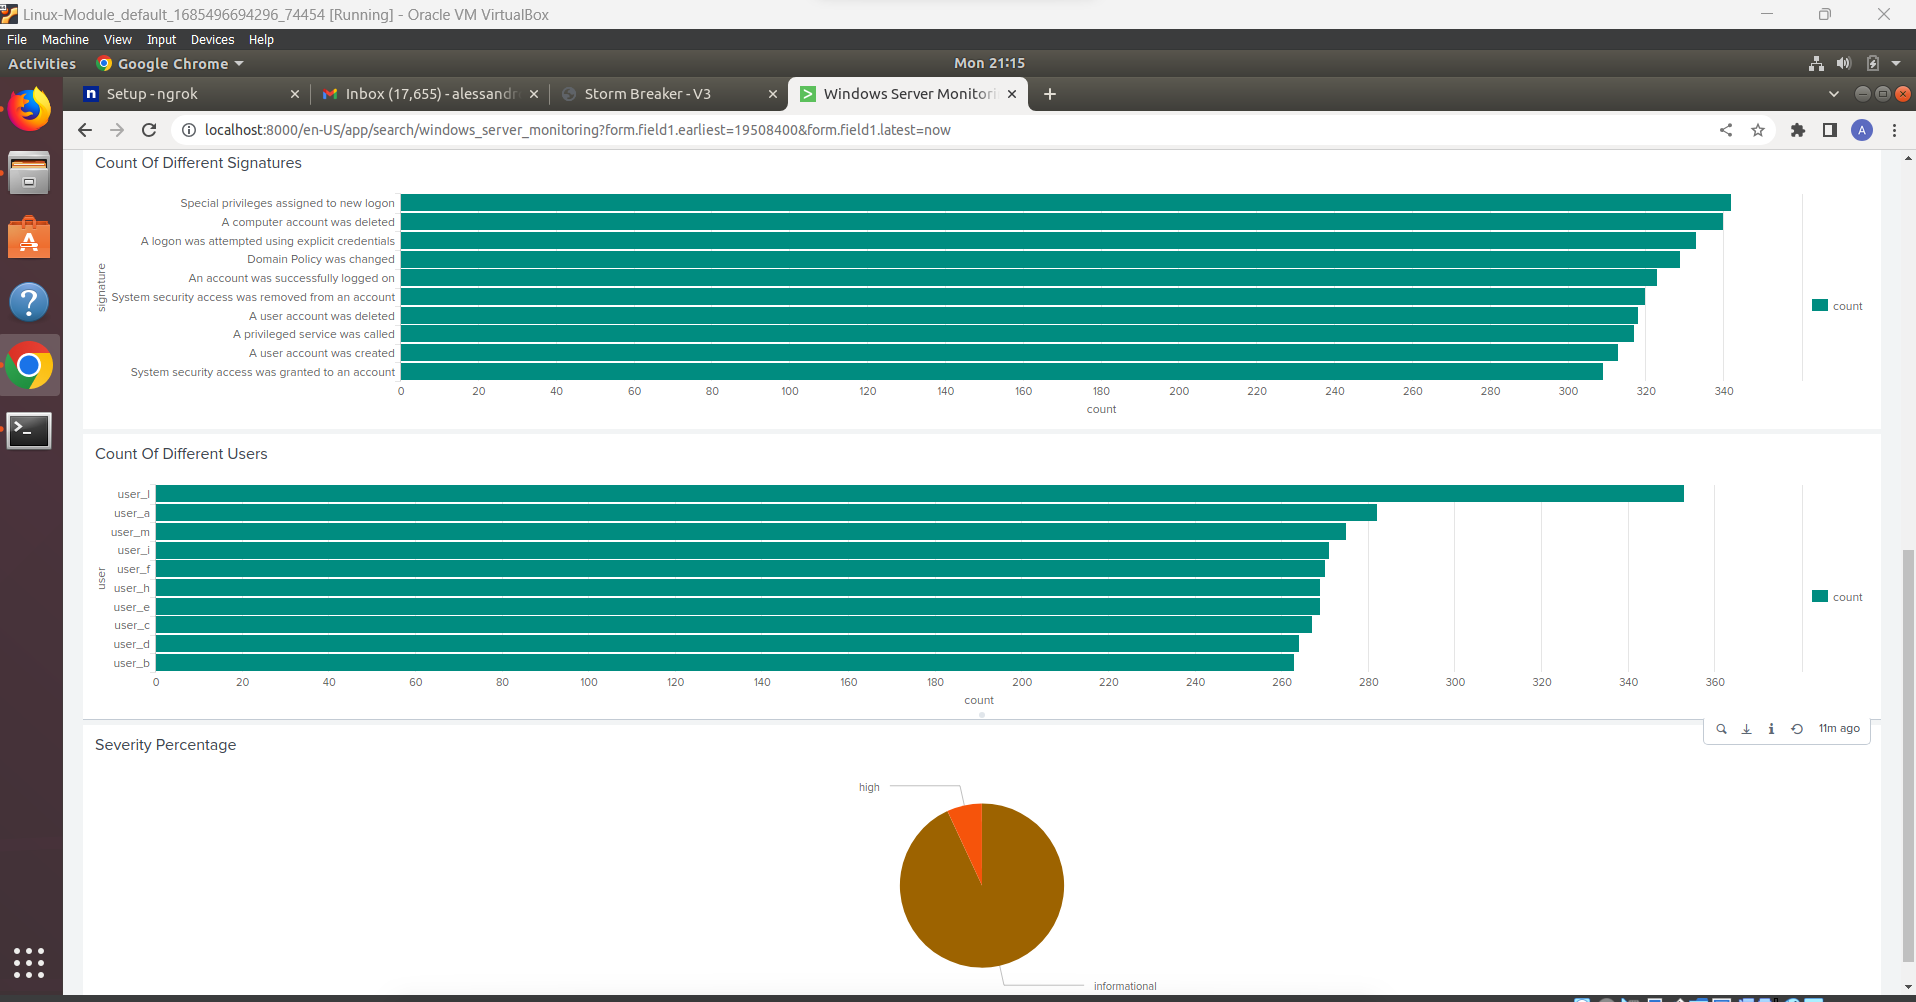 Linux-Module_default_1685496694296_74454 [Running] - Oracle VM VirtualBox
File Machine View Input Devices Help
Activities Google Chrome Mon 21:15
Setup - ngrok
Inbox (17,655) - alessandr
Storm Breaker - V3
Windows Server Monitori
localhost:8000/en-US/app/search/windows_server_monitoring?form.field1.earliest=19508400&form.field1.latest=now
A
Count Of Different Signatures
signature
Special privileges assigned to new logon
A computer account was deleted
A logon was attempted using explicit credentials
Domain Policy was changed
An account was successfully logged on
System security access was removed from an account
A user account was deleted
A privileged service was called
A user account was created
System security access was granted to an account
0 20 40 60 80 100 120 140 160 180 200 220 240 260 280 300 320 340
count
count
Count Of Different Users
user
user_l
user_a
user_m
user_i
user_f
user_h
user_e
user_c
user_d
user_b
0 20 40 60 80 100 120 140 160 180 200 220 240 260 280 300 320 340 360
count
count
11m ago
Severity Percentage
high
informational